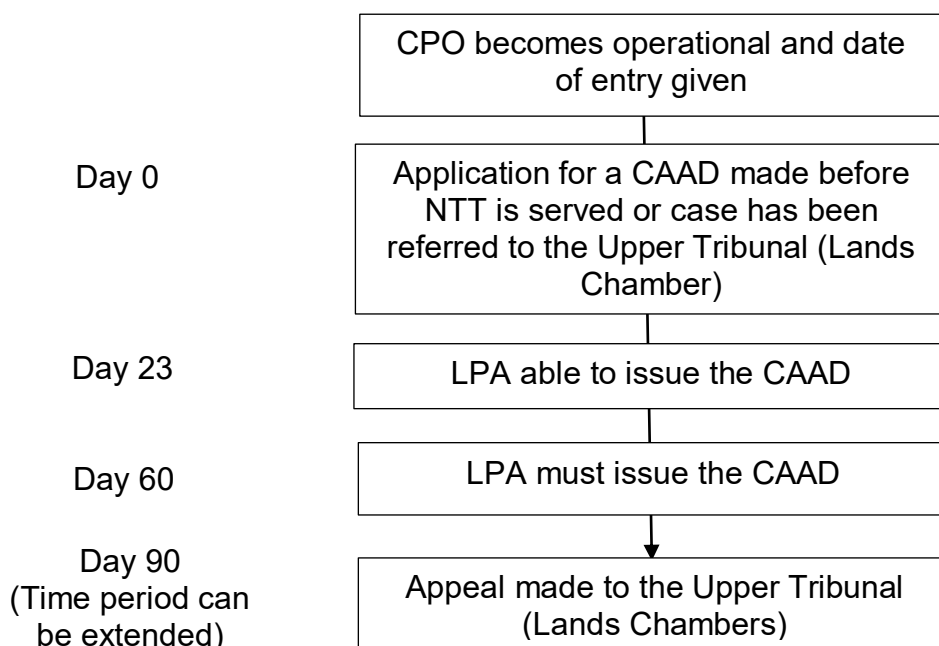 CPO becomes operational and date
of entry given
Day 0
Application for a CAAD made before
NTT is served or case has been
referred to the Upper Tribunal (Lands
Chamber)
Day 23
LPA able to issue the CAAD
Day 60
LPA must issue the CAAD
Day 90
(Time period can
be extended)
Appeal made to the Upper Tribunal
(Lands Chambers)